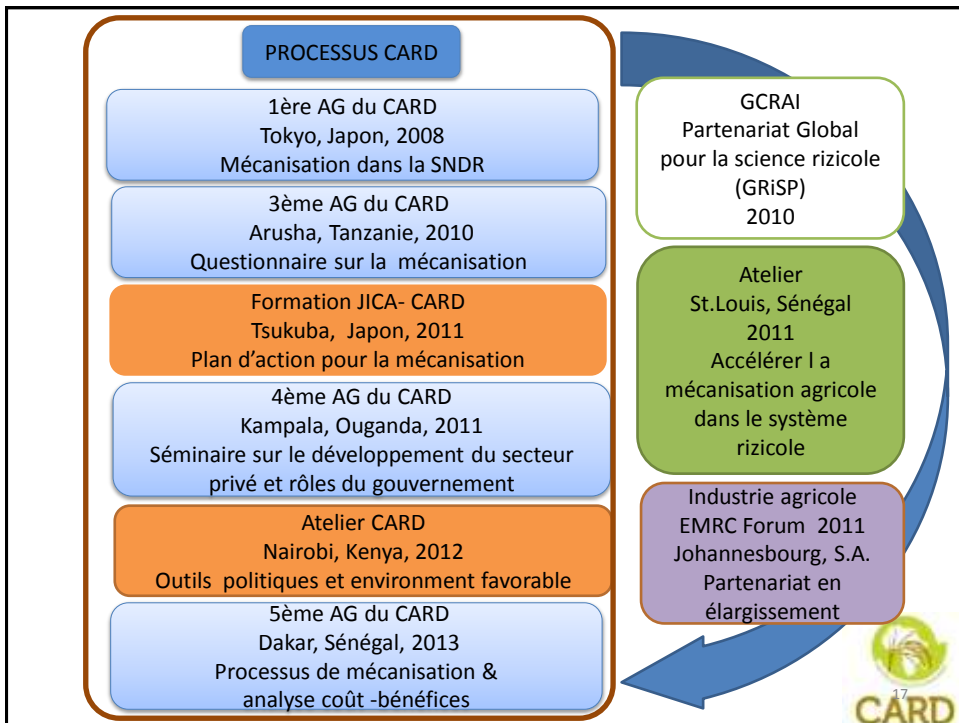 PROCESSUS CARD
1ère AG du CARD
Tokyo, Japon, 2008
Mécanisation dans la SNDR
3ème AG du CARD
Arusha, Tanzanie, 2010
Questionnaire sur la mécanisation
Formation JICA- CARD
Tsukuba, Japon, 2011
Plan d’action pour la mécanisation
4ème AG du CARD
Kampala, Ouganda, 2011
Séminaire sur le développement du secteur
privé et rôles du gouvernement
Atelier CARD
Nairobi, Kenya, 2012
Outils politiques et environment favorable
5ème AG du CARD
Dakar, Sénégal, 2013
Processus de mécanisation &
analyse coût -bénéfices
GCRAI
Partenariat Global
pour la science rizicole
(GRiSP)
2010
Atelier
St.Louis, Sénégal
2011
Accélérer l a
mécanisation agricole
dans le système
rizicole
Industrie agricole
EMRC Forum 2011
Johannesbourg, S.A.
Partenariat en
élargissement
17
CARD